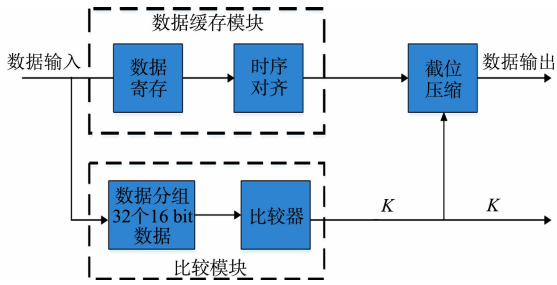 数据缓存模块
数据输入
数据
寄存
时序
对齐
截位
压缩
数据输出
数据分组
32个16 bit
数据
比较器
K
K
比较模块